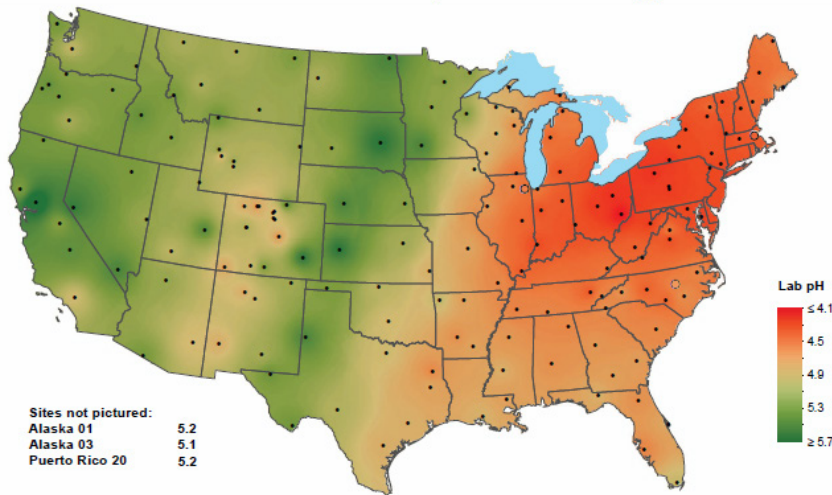 Lab pH
≤ 4.1
4.5
4.9
5.3
≥ 5.7
Sites not pictured:
Alaska 01 5.2
Alaska 03 5.1
Puerto Rico 20 5.2